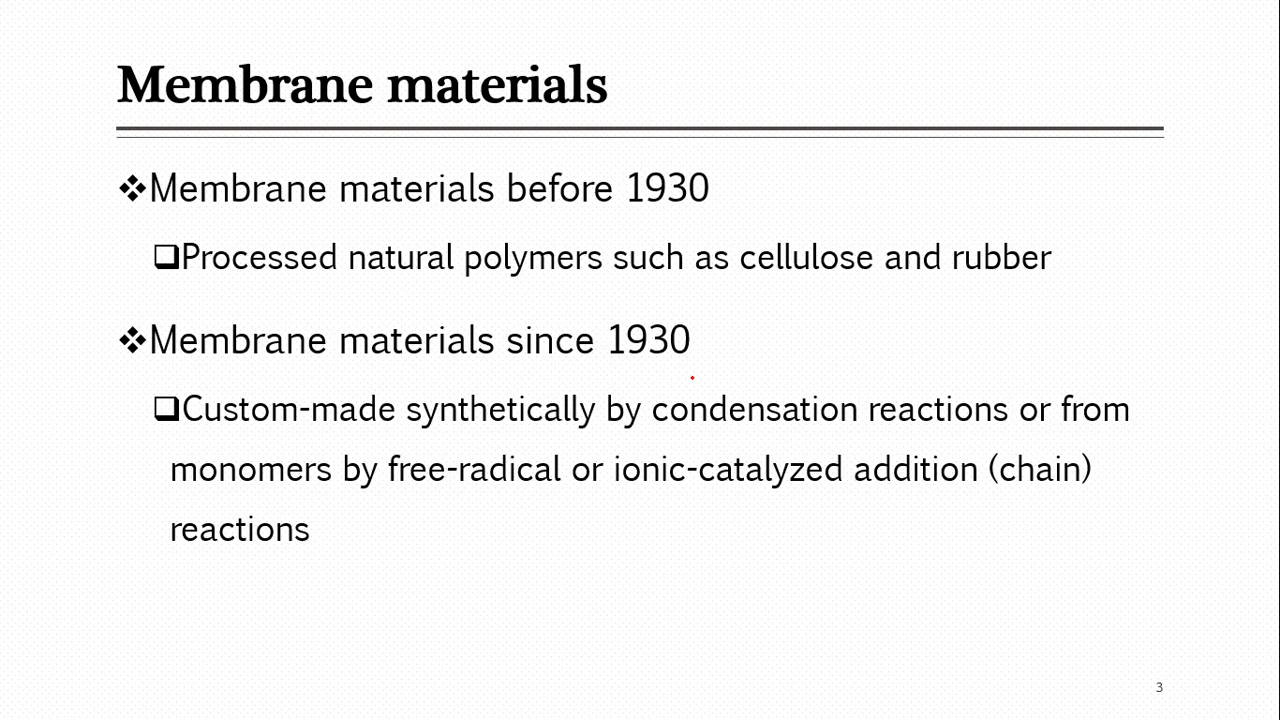 Membrane materials
❖Membrane materials before 1930
❑Processed natural polymers such as cellulose and rubber
❖Membrane materials since 1930
❑Custom-made synthetically by condensation reactions or from
monomers by free-radical or ionic-catalyzed addition (chain)
reactions
3